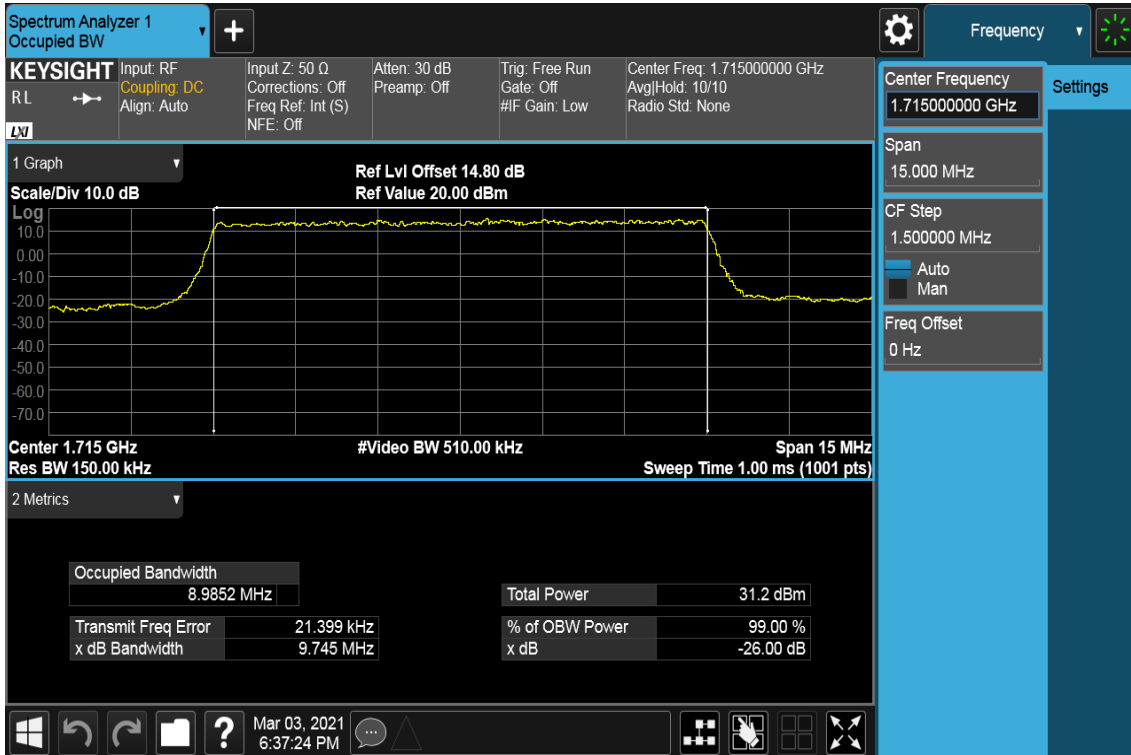 Spectrum Analyzer 1
Occupied BW
+
Frequency
KEYSIGHT
RL
LXI
Input: RF
Coupling: DC
Align: Auto
Input Z: 50 Ω
Corrections: Off
Freq Ref: Int (S)
NFE: Off
Atten: 30 dB
Preamp: Off
Trig: Free Run
Gate: Off
#IF Gain: Low
Center Freq: 1.715000000 GHz
Avg|Hold: 10/10
Radio Std: None
Center Frequency
1.715000000 GHz
Settings
Span
15.000 MHz
CF Step
1.500000 MHz
Auto
Man
Freq Offset
0 Hz
1 Graph
Scale/Div 10.0 dB
Ref Lvl Offset 14.80 dB
Ref Value 20.00 dBm
Log
10.0
0.00
-10.0
-20.0
-30.0
-40.0
-50.0
-60.0
-70.0
Center 1.715 GHz
#Video BW 510.00 kHz
Span 15 MHz
Res BW 150.00 kHz
Sweep Time 1.00 ms (1001 pts)
2 Metrics
Occupied Bandwidth
8.9852 MHz
Transmit Freq Error 21.399 kHz
x dB Bandwidth 9.745 MHz
Total Power 31.2 dBm
% of OBW Power 99.00 %
x dB -26.00 dB
?
Mar 03, 2021
6:37:24 PM